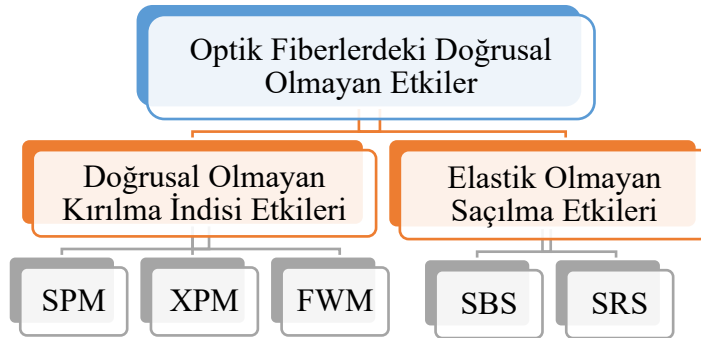 Optik Fiberlerdeki Doğrusal
Olmayan Etkiler
Doğrusal Olmayan
Kırılma İndisi Etkileri
Elastik Olmayan
Saçılma Etkileri
SPM
XPM
FWM
SBS
SRS